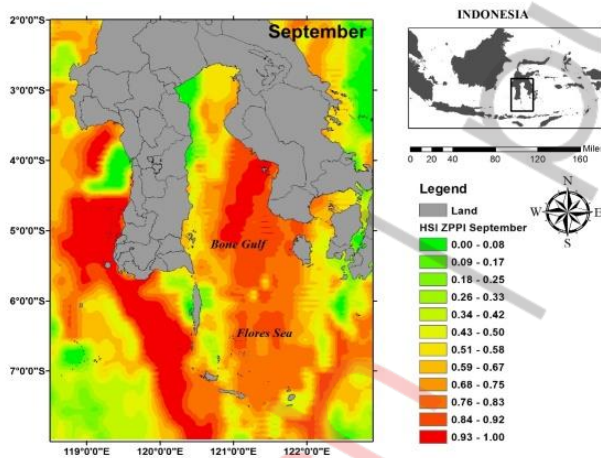 September
2°0'0"S
3°0'0"S
4°0'0"S
5°0'0"S
6°0'0"S
7°0'0"S
Bone Gulf
Flores Sea
119°0'0"E
120°0'0"E
121°0'0"E
122°0'0"E
INDONESIA
0 20 40 80 120 160
Miles
Legend
Land
HSI ZPPI September
0.00 - 0.08
0.09 - 0.17
0.18 - 0.25
0.26 - 0.33
0.34 - 0.42
0.43 - 0.50
0.51 - 0.58
0.59 - 0.67
0.68 - 0.75
0.76 - 0.83
0.84 - 0.92
0.93 - 1.00
N
W E
S